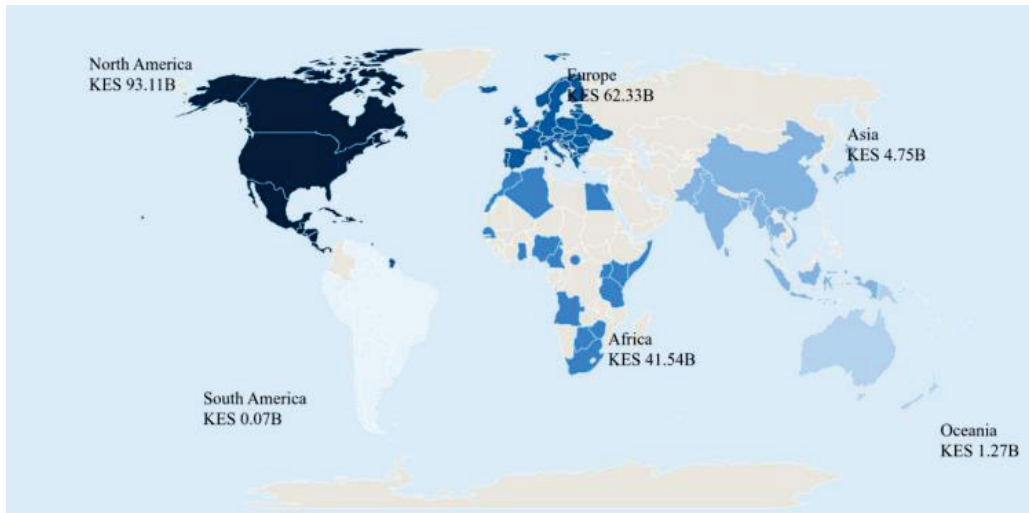 North America
KES 93.11B
Europe
KES 62.33B
Asia
KES 4.75B
Africa
KES 41.54B
South America
KES 0.07B
Oceania
KES 1.27B